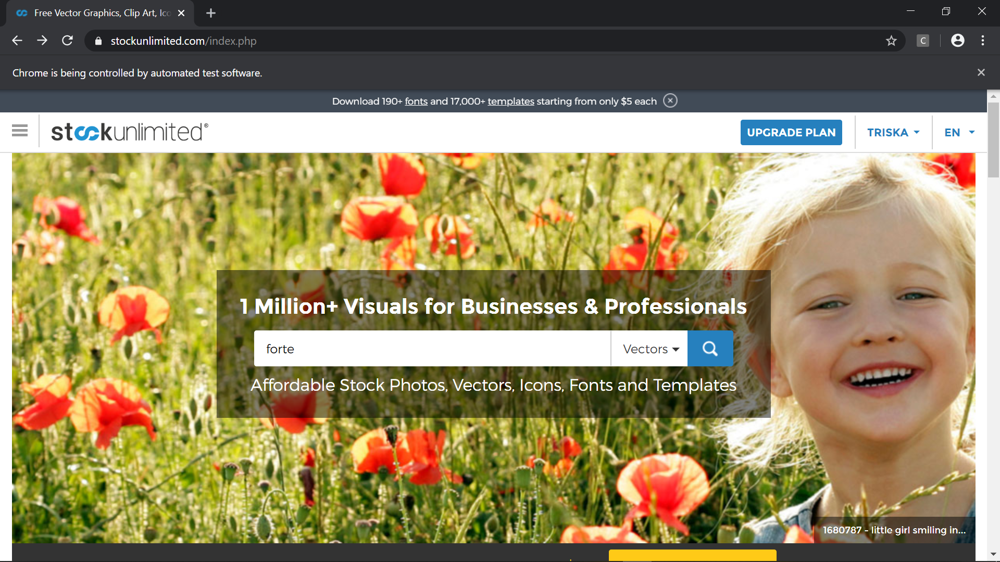 Free Vector Graphics, Clip Art, Ico
stockunlimited.com/index.php
C
Chrome is being controlled by automated test software.
Download 190+ fonts and 17,000+ templates starting from only $5 each
stockunlimited®
UPGRADE PLAN
TRISKA
EN
1 Million+ Visuals for Businesses & Professionals
forte
Vectors
Affordable Stock Photos, Vectors, Icons, Fonts and Templates
1680787 - little girl smiling in...